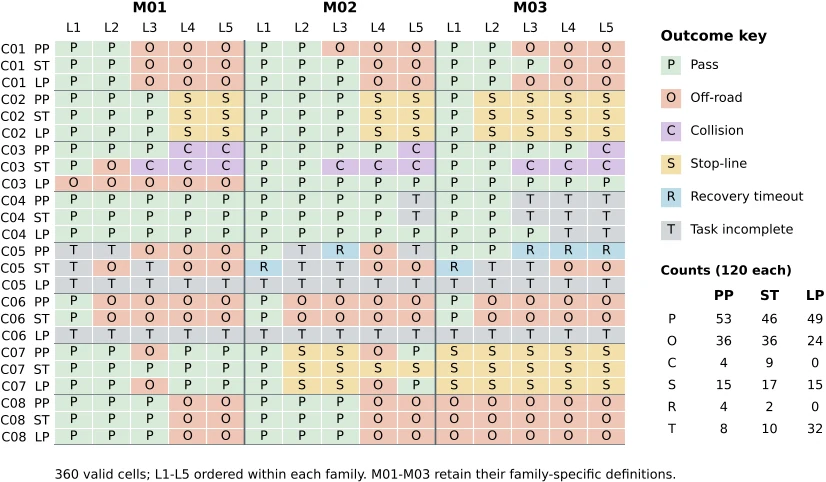 M01 M02 M03
L1 L2 L3 L4 L5 L1 L2 L3 L4 L5 L1 L2 L3 L4 L5
C01 PP P P O O O P P O O O P P O O O
C01 ST P P O O O P P P O O P P P O O
C01 LP P P O O O P P P O O P P O O O
C02 PP P P P S S P P P S S P S S S S
C02 ST P P P S S P P P S S P S S S S
C02 LP P P P S S P P P S S P S S S S
C03 PP P P P C C P P P P C P P P P C
C03 ST P O C C C P P C C C P P C C C
C03 LP O O O O O P P P P P P P P P P
C04 PP P P P P P P P P P T P P T T T
C04 ST P P P P P P P P P T P P T T T
C04 LP P P P P P P P P P P P P P T T
C05 PP T T O O O P T R O T P P R R R
C05 ST T O T O O R T T O O R T T O O
C05 LP T T T T T T T T T T T T T T T
C06 PP P O O O O P O O O O P O O O O
C06 ST P O O O O P O O O O P O O O O
C06 LP T T T T T T T T T T T T T T T
C07 PP P P O P P P S S O P S S S S S
C07 ST P P P P P P S S S S S S S S S
C07 LP P P O P P P S S O P S S S S S
C08 PP P P P O O P P P O O O O O O O
C08 ST P P P O O P P P O O O O O O O
C08 LP P P P O O P P P O O O O O O O
Outcome key
P Pass
O Off-road
C Collision
S Stop-line
R Recovery timeout
T Task incomplete
Counts (120 each)
PP ST LP
P 53 46 49
O 36 36 24
C 4 9 0
S 15 17 15
R 4 2 0
T 8 10 32
360 valid cells; L1-L5 ordered within each family. M01-M03 retain their family-specific definitions.